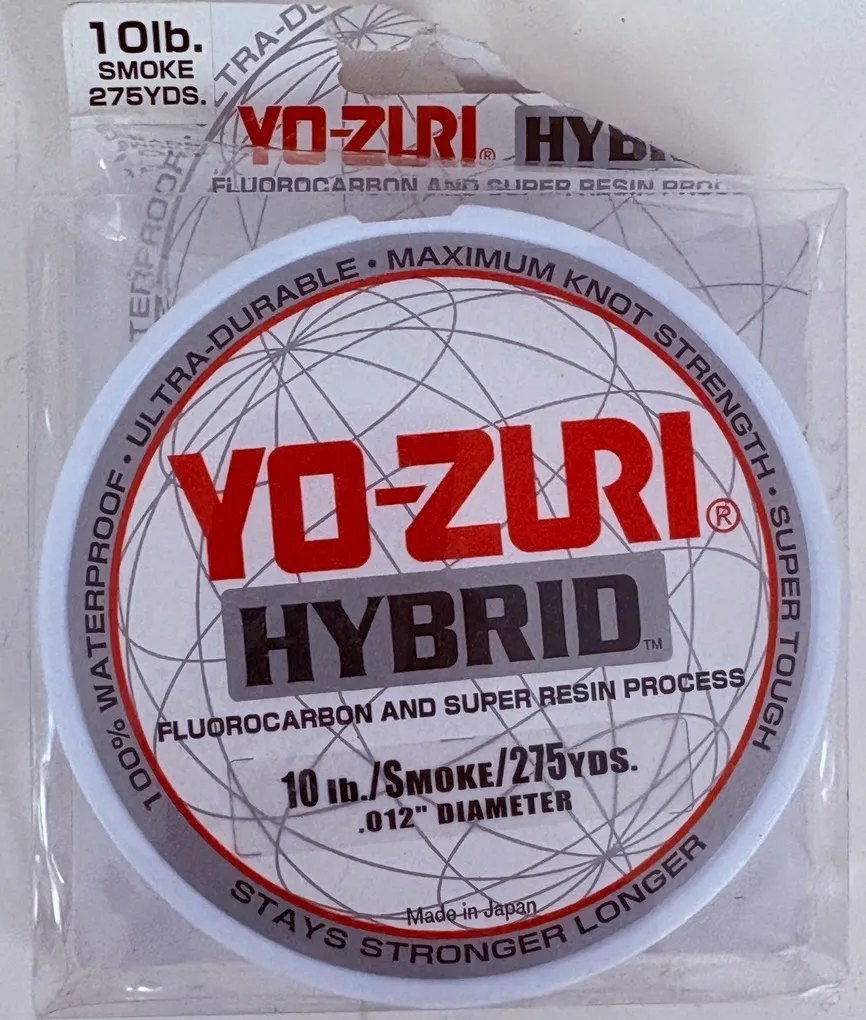 10lb.
SMOKE
275YDS.
YO-ZURI®
FLUOROCARBON AND SUPER RESIN
100% WATERPROOF • ULTRA-DURABLE • MAXIMUM KNOT STRENGTH • SUPER TOUGH
YO-ZURI®
HYBRID™
FLUOROCARBON AND SUPER RESIN PROCESS
10 lb./SMOKE/275YDS.
.012" DIAMETER
Made in Japan
STAYS STRONGER LONGER